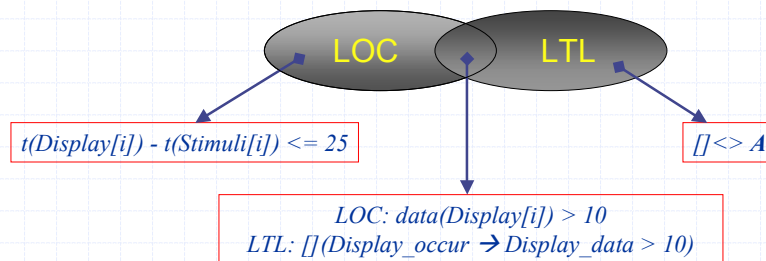 LOC LTL
t(Display[i]) - t(Stimuli[i]) <= 25
[]<> A
LOC: data(Display[i]) > 10
LTL: [](Display_occur → Display_data > 10)